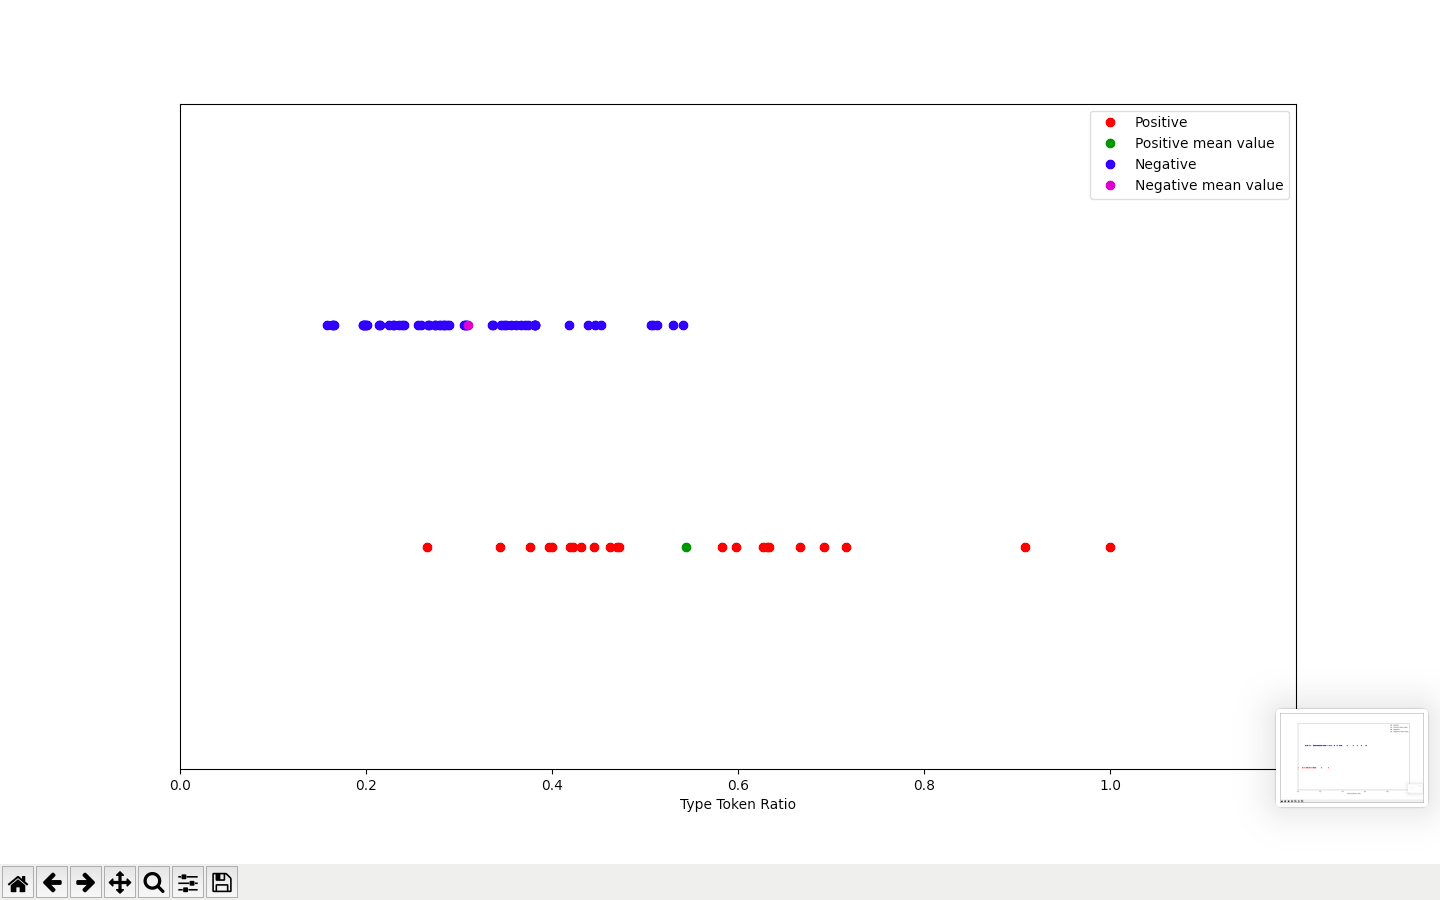 Positive
Positive mean value
Negative
Negative mean value
0.0 0.2 0.4 0.6 0.8 1.0
Type Token Ratio